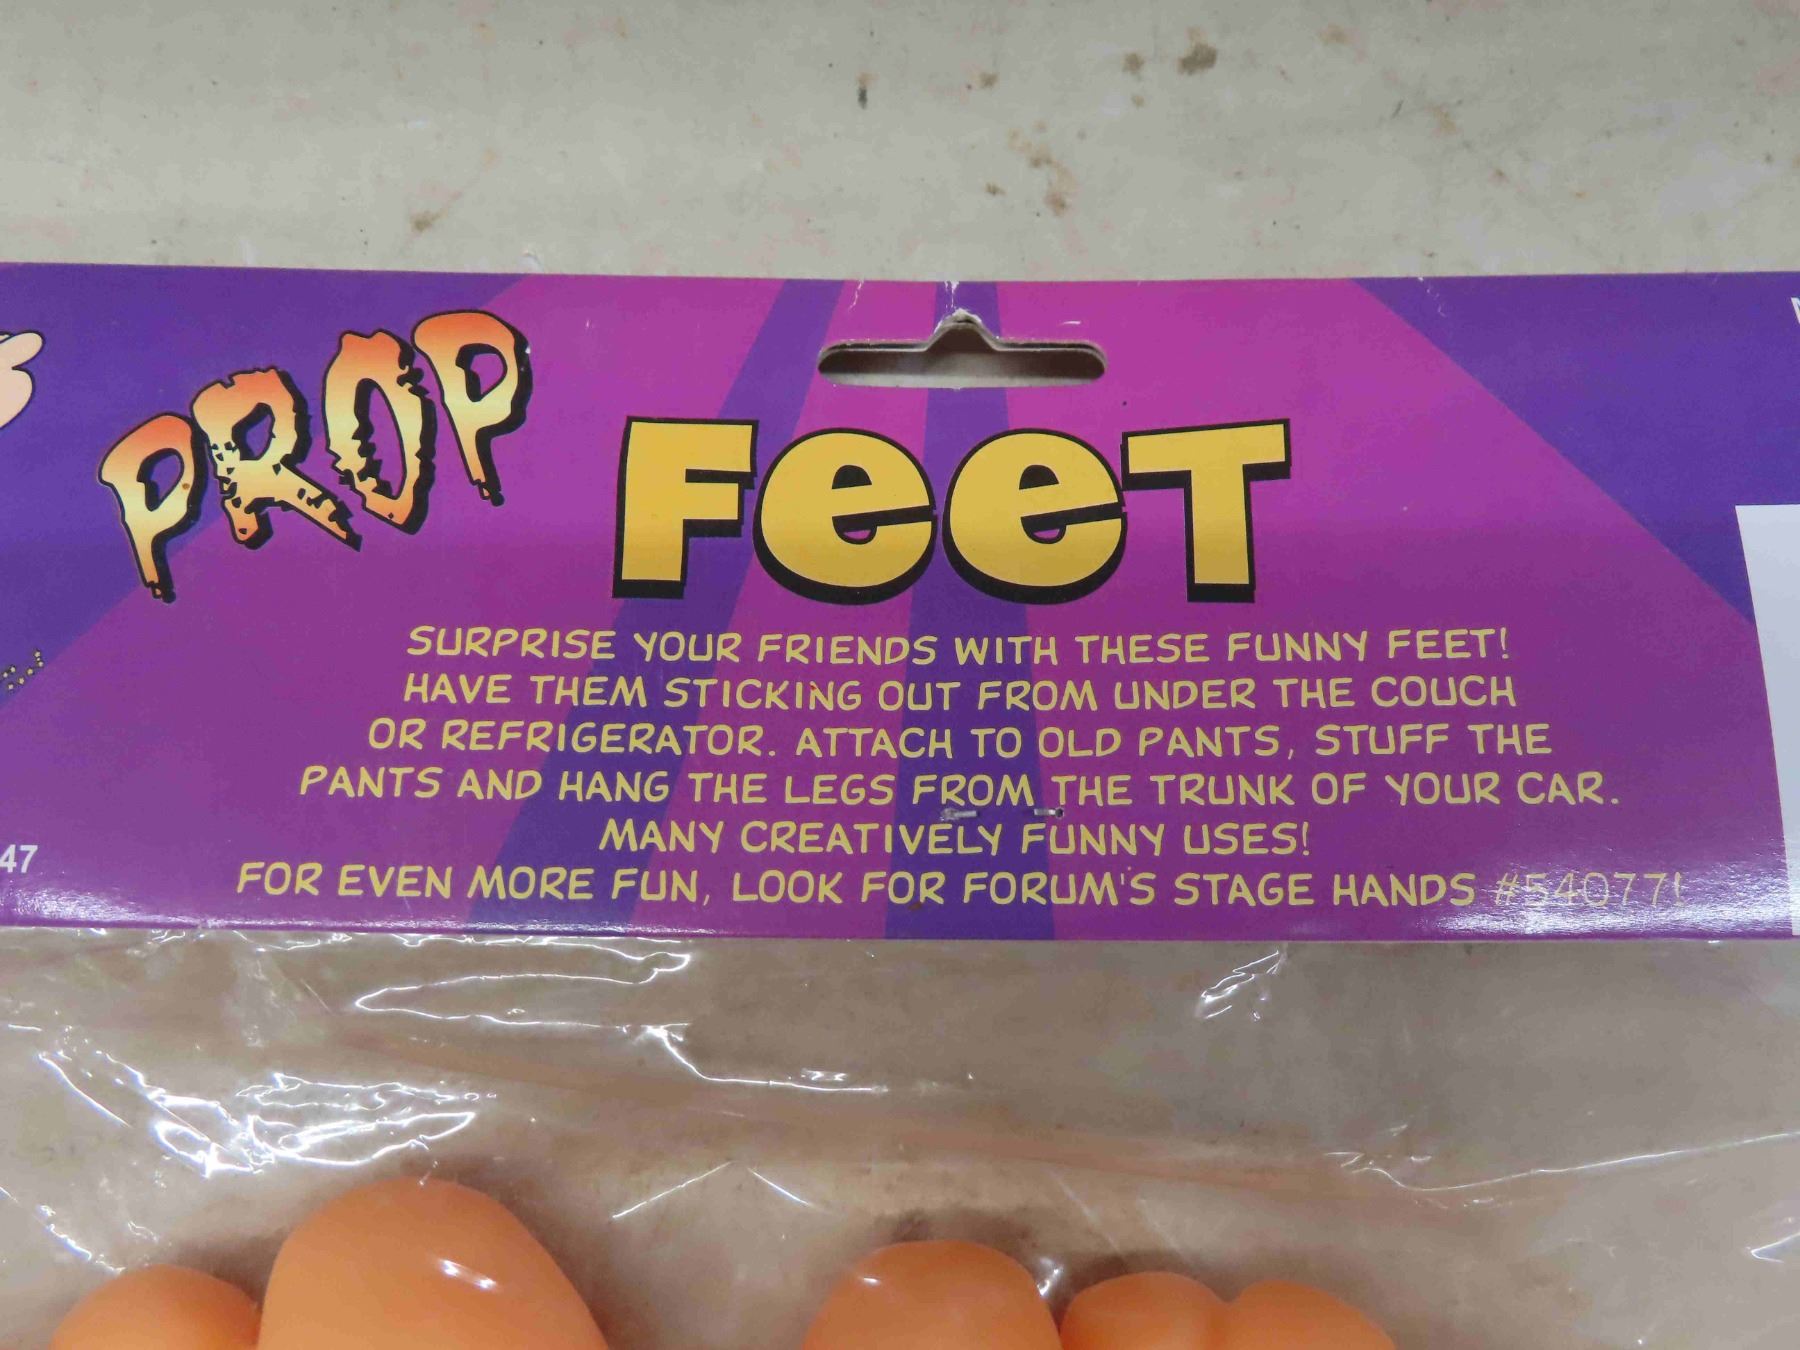 PROP FeeT
SURPRISE YOUR FRIENDS WITH THESE FUNNY FEET!
HAVE THEM STICKING OUT FROM UNDER THE COUCH
OR REFRIGERATOR. ATTACH TO OLD PANTS, STUFF THE
PANTS AND HANG THE LEGS FROM THE TRUNK OF YOUR CAR.
MANY CREATIVELY FUNNY USES!
47
FOR EVEN MORE FUN, LOOK FOR FORUM'S STAGE HANDS #54077!